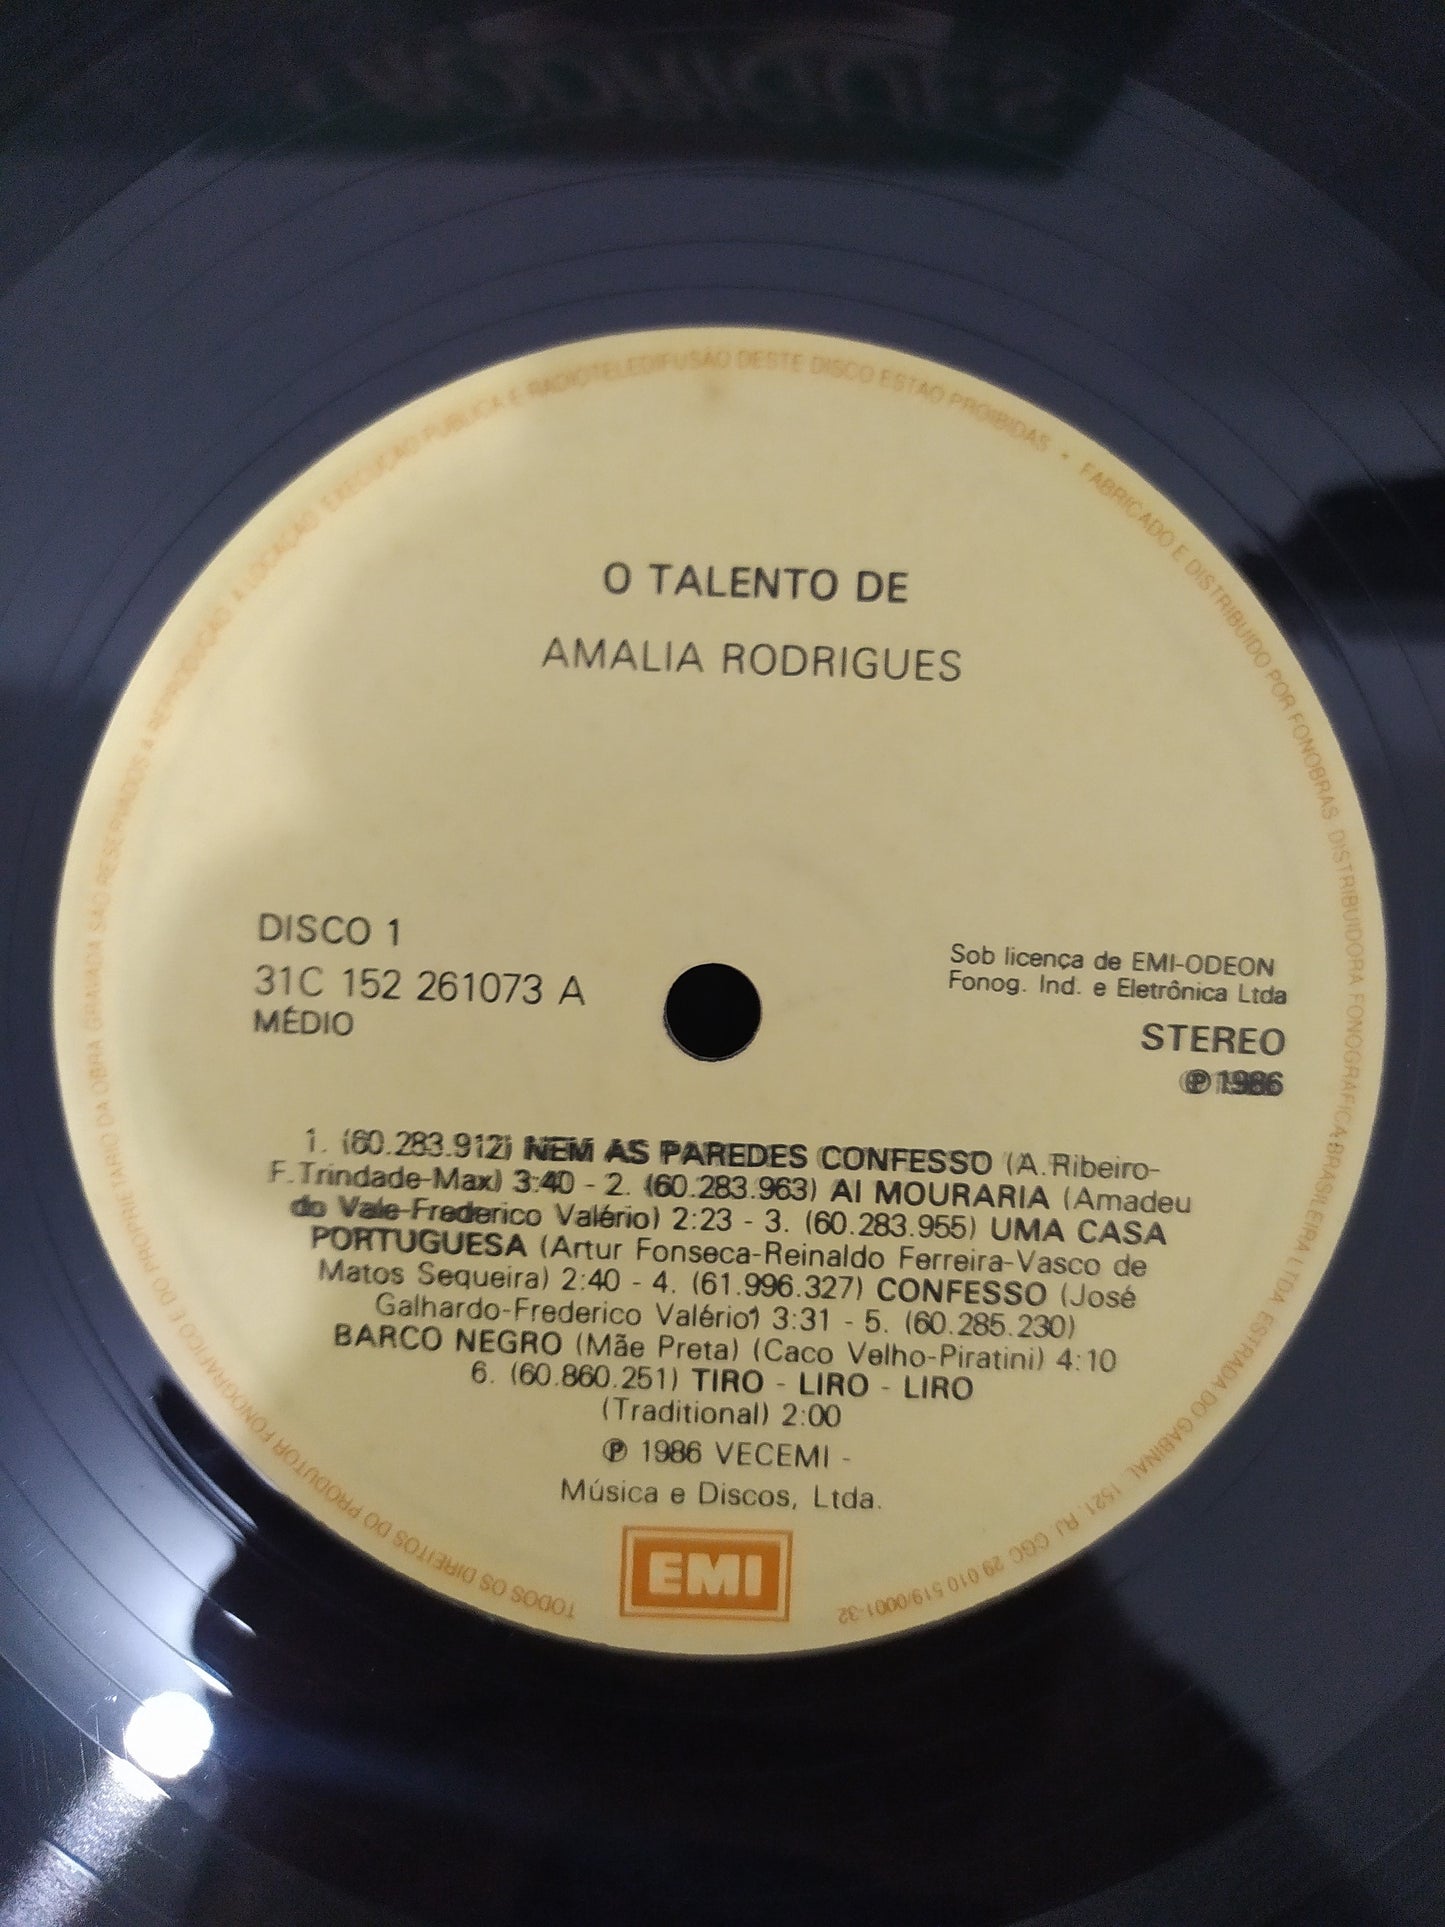 O TALENTO DE
AMALIA RODRIGUES
DISCO 1
31C 152 261073 A
MÉDIO
Sob licença de EMI-ODEON
Fonog. Ind. e Eletrônica Ltda
STEREO
℗ 1986
1. (60.283.912) NEM AS PAREDES CONFESSO (A. Ribeiro-
F. Trindade-Max) 3:40 - 2. (60.283.963) AI MOURARIA (Amadeu
do Vale-Frederico Valério) 2:23 - 3. (60.283.955) UMA CASA
PORTUGUESA (Artur Fonseca-Reinaldo Ferreira-Vasco de
Matos Sequeira) 2:40 - 4. (61.996.327) CONFESSO (José
Galhardo-Frederico Valério) 3:31 - 5. (60.285.230)
BARCO NEGRO (Mãe Preta) (Caco Velho-Piratini) 4:10
6. (60.860.251) TIRO - LIRO - LIRO
(Traditional) 2:00
℗ 1986 VECEMI -
Música e Discos, Ltda.
EMI
TODOS OS DIREITOS DO PRODUTOR FONOGRAFICO E DO PROPRIETARIO DA OBRA GRAVADA SÃO RESERVADOS A REPRODUÇÃO A LOCAÇÃO EXECUÇÃO PUBLICA E RADIOTELEDIFUSÃO DESTE DISCO ESTAO PROIBIDAS • FABRICADO E DISTRIBUIDO POR FONOBRAS DISTRIBUIDORA FONOGRAFICA BRASILEIRA LTDA ESTRADA DO GABINAL 1521. RJ CGC 29.010.519/0001-32